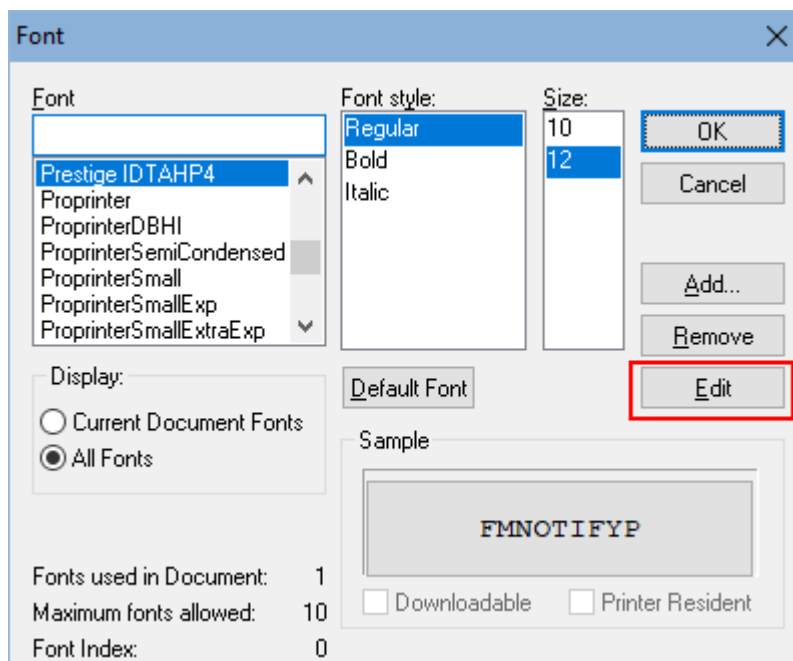 Font
Font
Font style:
Size:
Prestige IDTAHP4
Proprinter
ProprinterDBHI
ProprinterSemiCondensed
ProprinterSmall
ProprinterSmallExp
ProprinterSmallExtraExp
Regular
Bold
Italic
10
12
OK
Cancel
Add...
Remove
Edit
Display:
Current Document Fonts
All Fonts
Default Font
Sample
FMNOTIFYP
Downloadable
Printer Resident
Fonts used in Document: 1
Maximum fonts allowed: 10
Font Index: 0